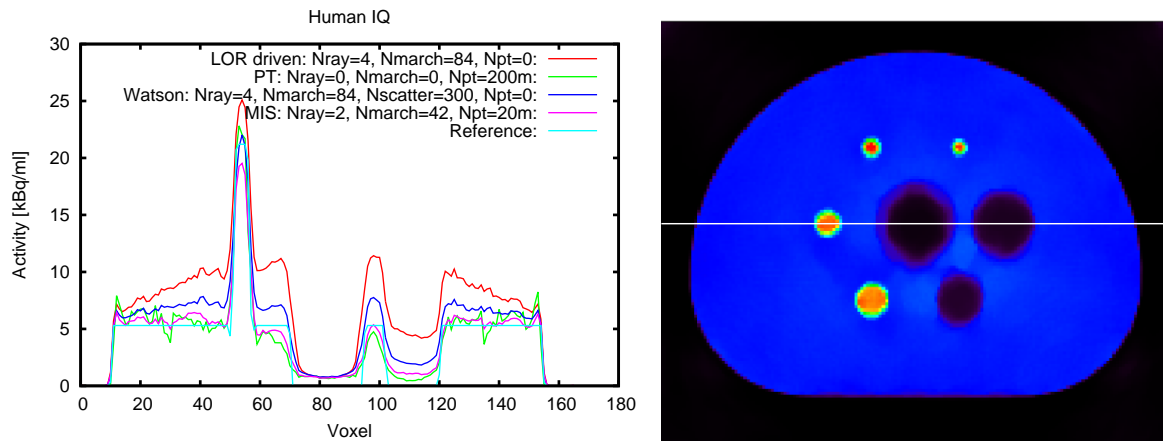 Human IQ
30
25
20
15
10
5
0
Activity [kBq/ml]
LOR driven: Nray=4, Nmarch=84, Npt=0:
PT: Nray=0, Nmarch=0, Npt=200m:
Watson: Nray=4, Nmarch=84, Nscatter=300, Npt=0:
MIS: Nray=2, Nmarch=42, Npt=20m:
Reference:
0 20 40 60 80 100 120 140 160 180
Voxel